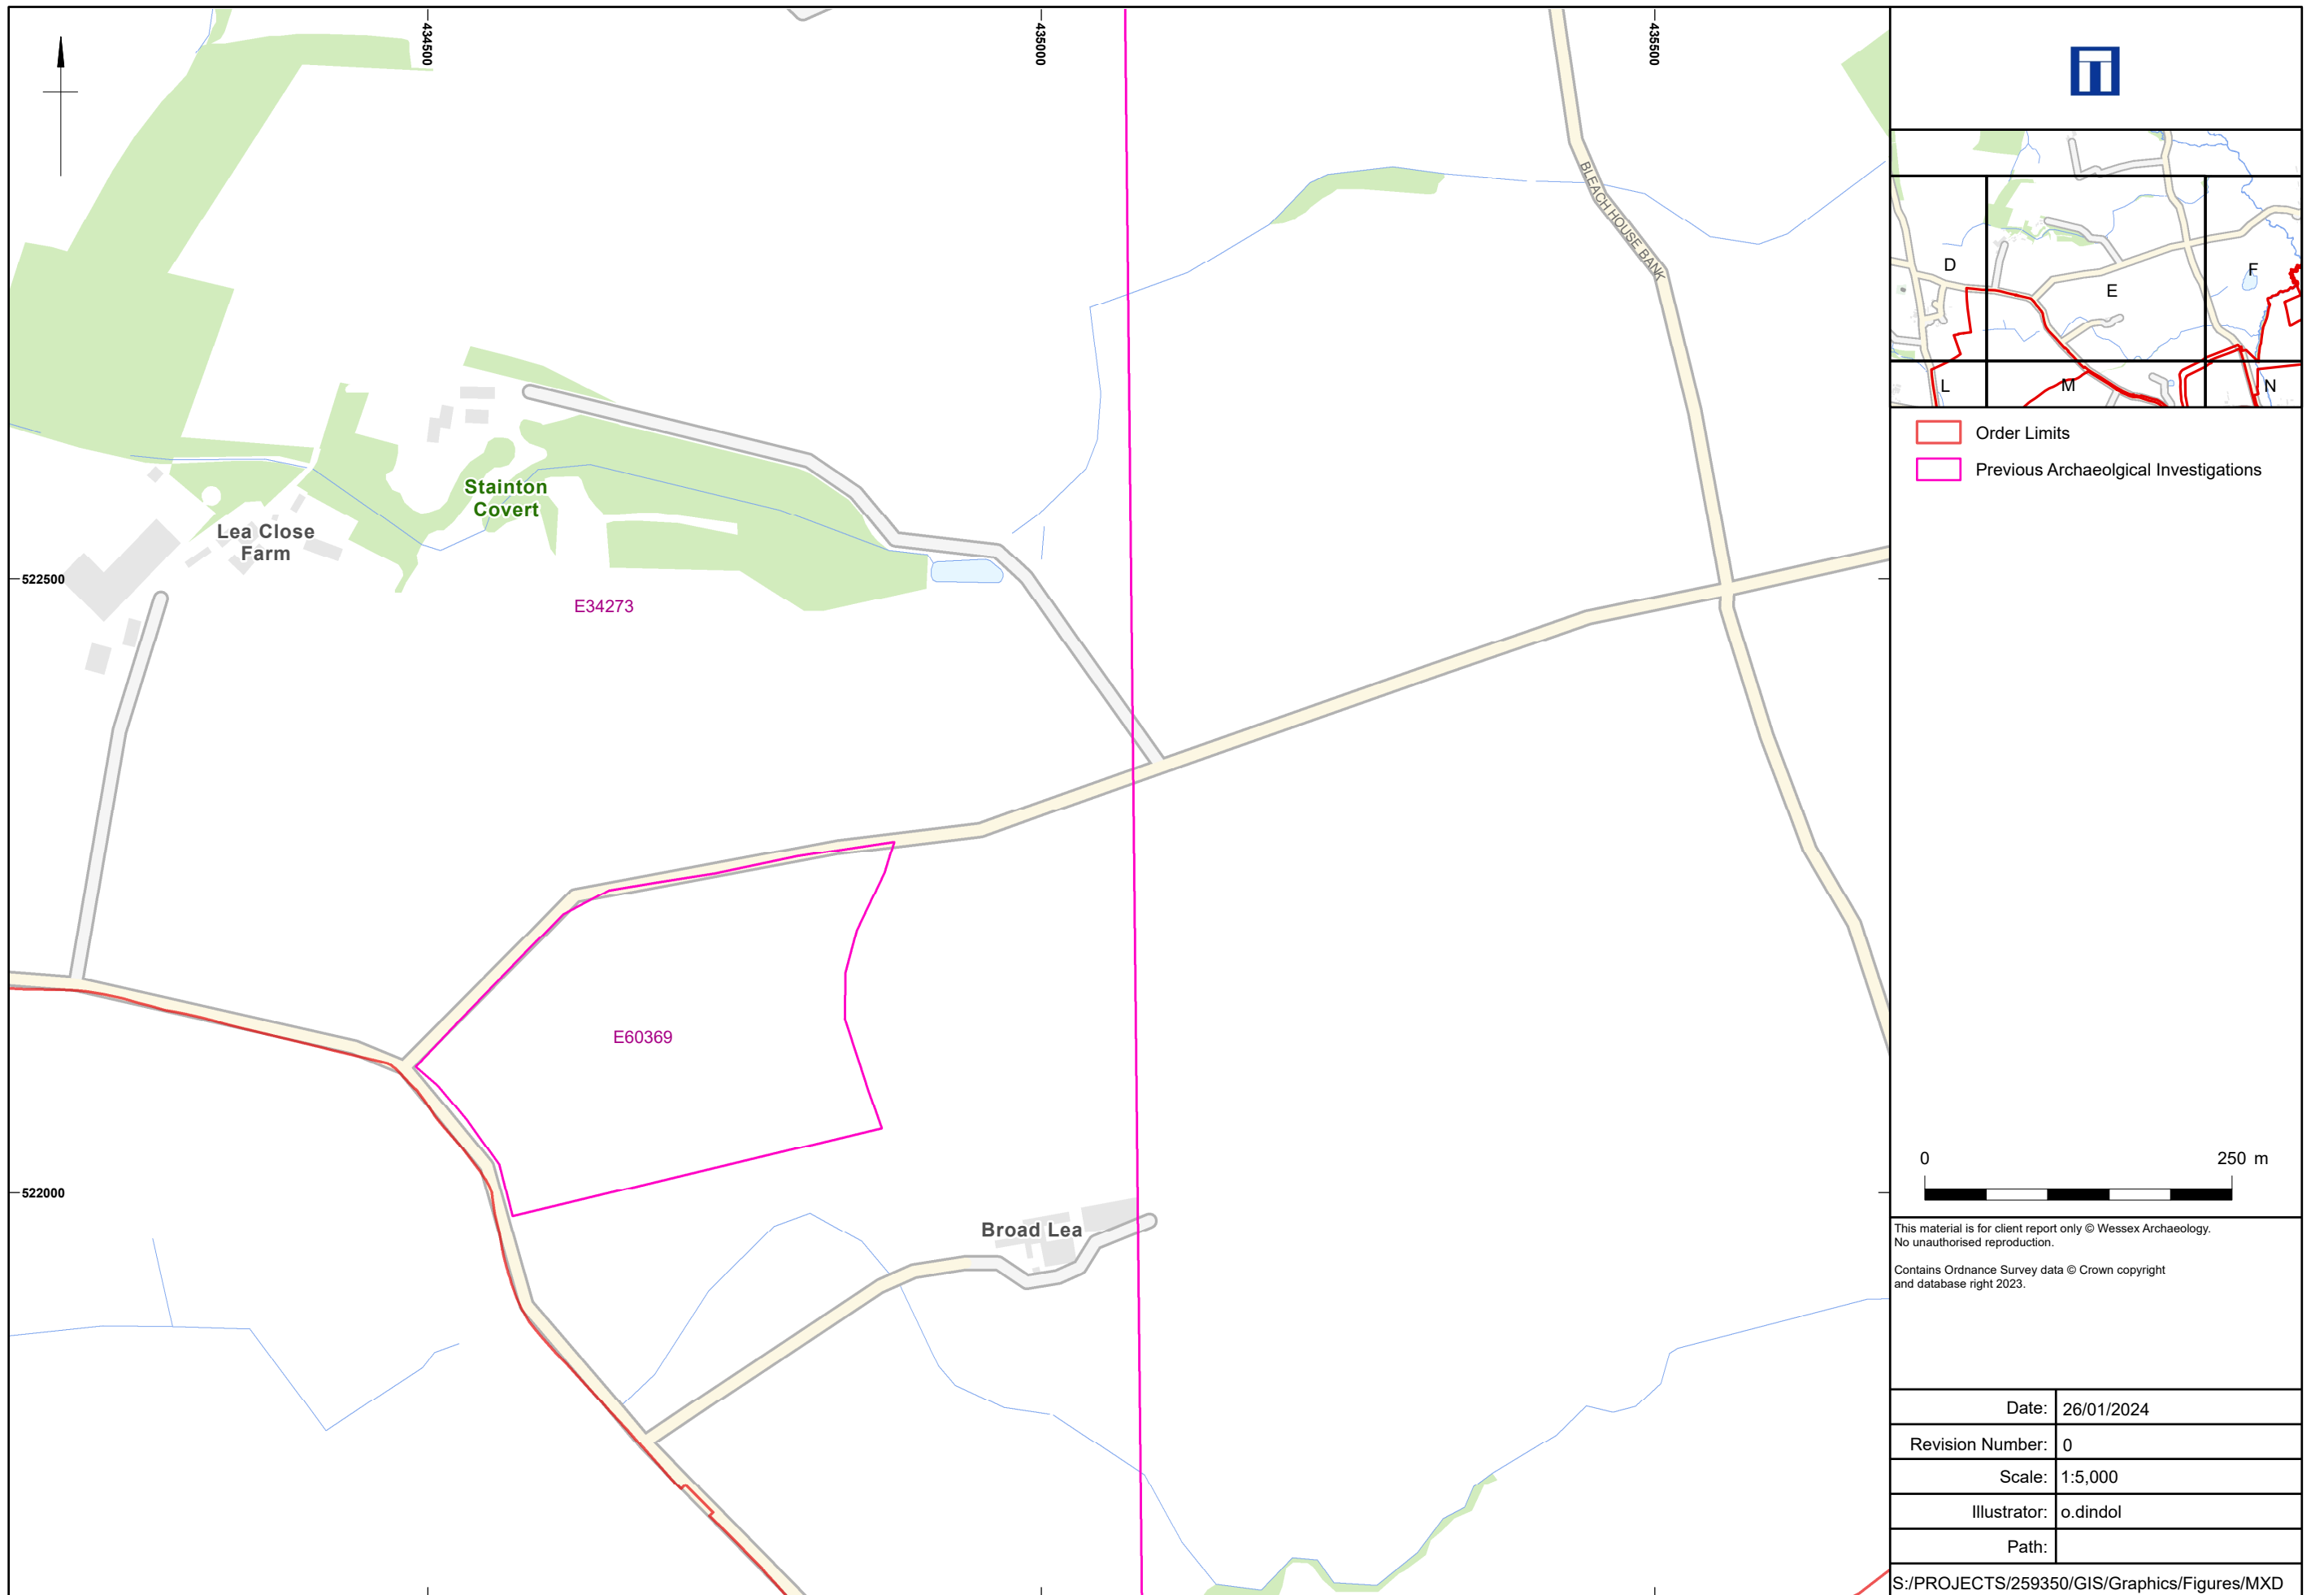 434500
435000
435500
BLEACH HOUSE BANK
Stainton
Covert
Lea Close
Farm
522500
E34273
E60369
522000
Broad Lea
D
E
F
L
M
N
Order Limits
Previous Archaeolgical Investigations
0 250 m
This material is for client report only © Wessex Archaeology.
No unauthorised reproduction.
Contains Ordnance Survey data © Crown copyright
and database right 2023.
Date: 26/01/2024
Revision Number: 0
Scale: 1:5,000
Illustrator: o.dindol
Path:
S:/PROJECTS/259350/GIS/Graphics/Figures/MXD